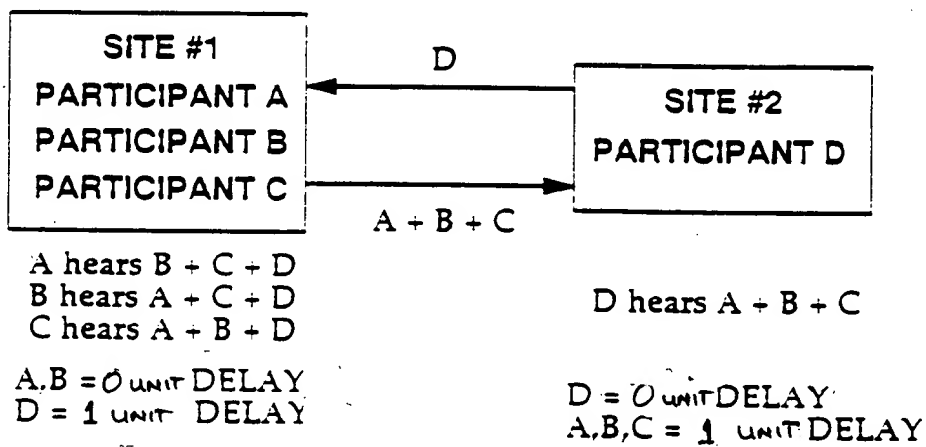 SITE #1
PARTICIPANT A
PARTICIPANT B
PARTICIPANT C
D
A + B + C
SITE #2
PARTICIPANT D
A hears B + C + D
B hears A + C + D
C hears A + B + D
D hears A + B + C
A,B = 0 UNIT DELAY
D = 1 UNIT DELAY
D = 0 UNIT DELAY
A,B,C = 1 UNIT DELAY